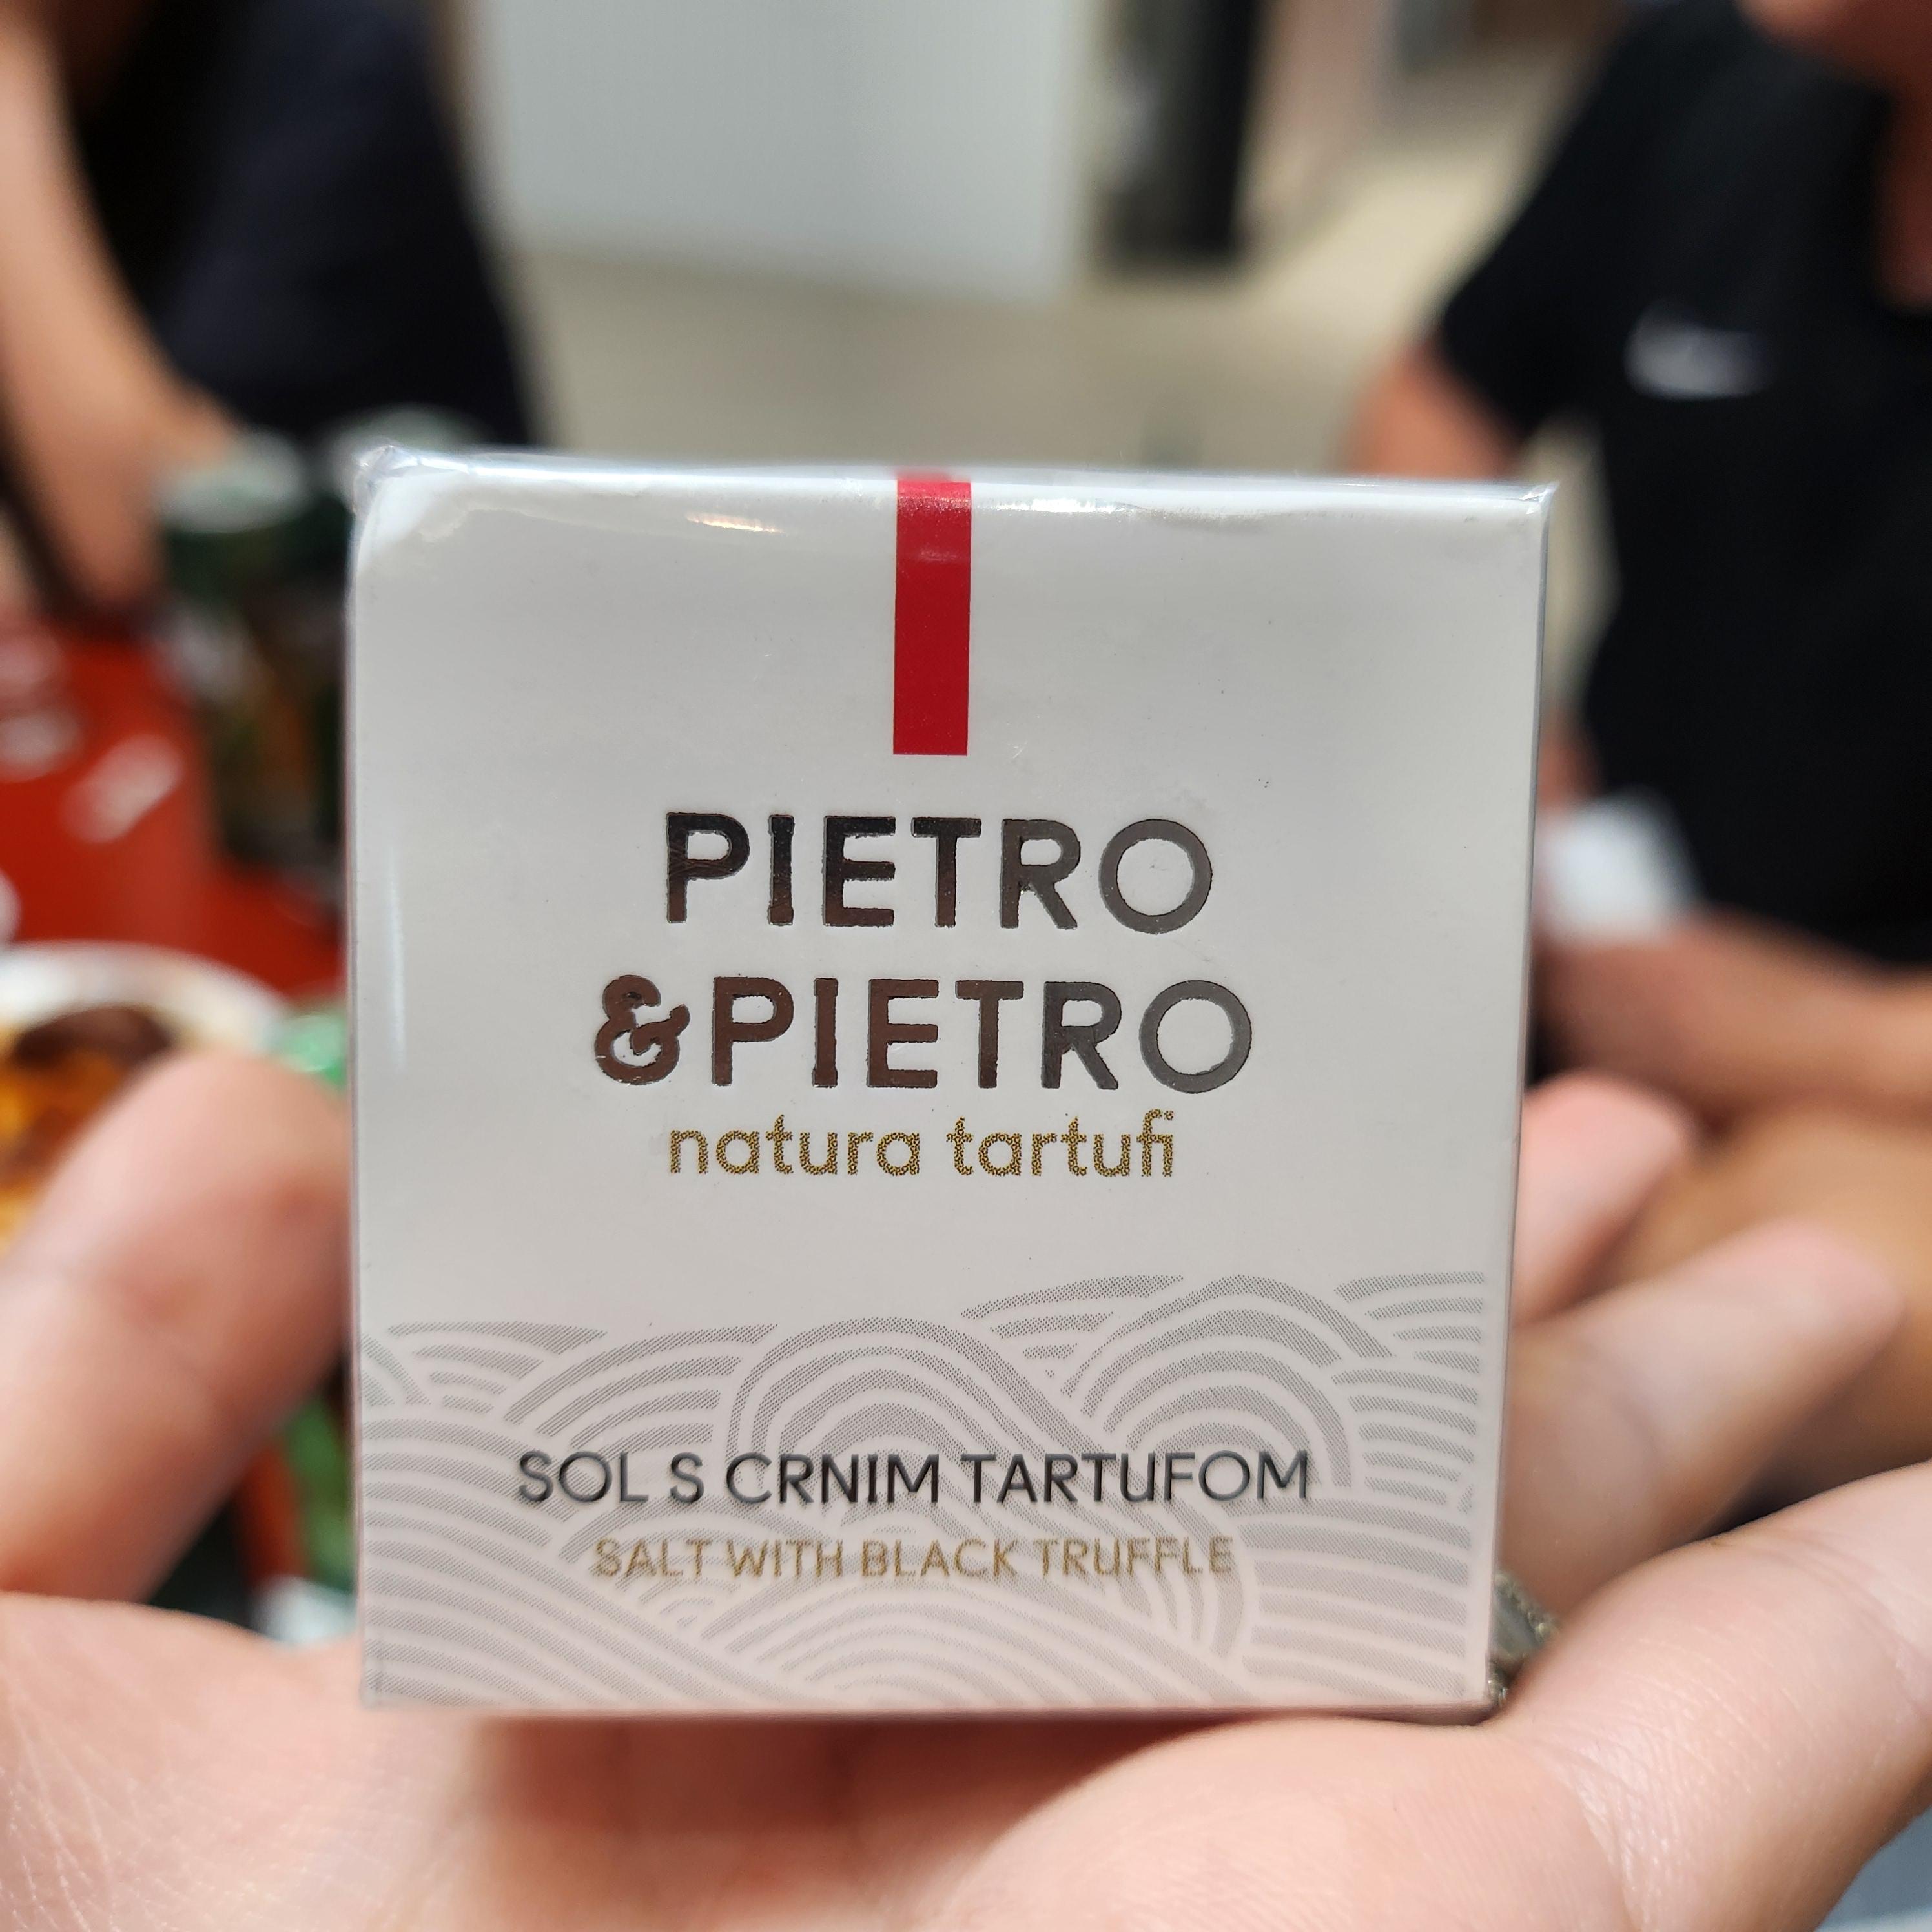 PIETRO
&PIETRO
natura tartufi
SOL S CRNIM TARTUFOM
SALT WITH BLACK TRUFFLE